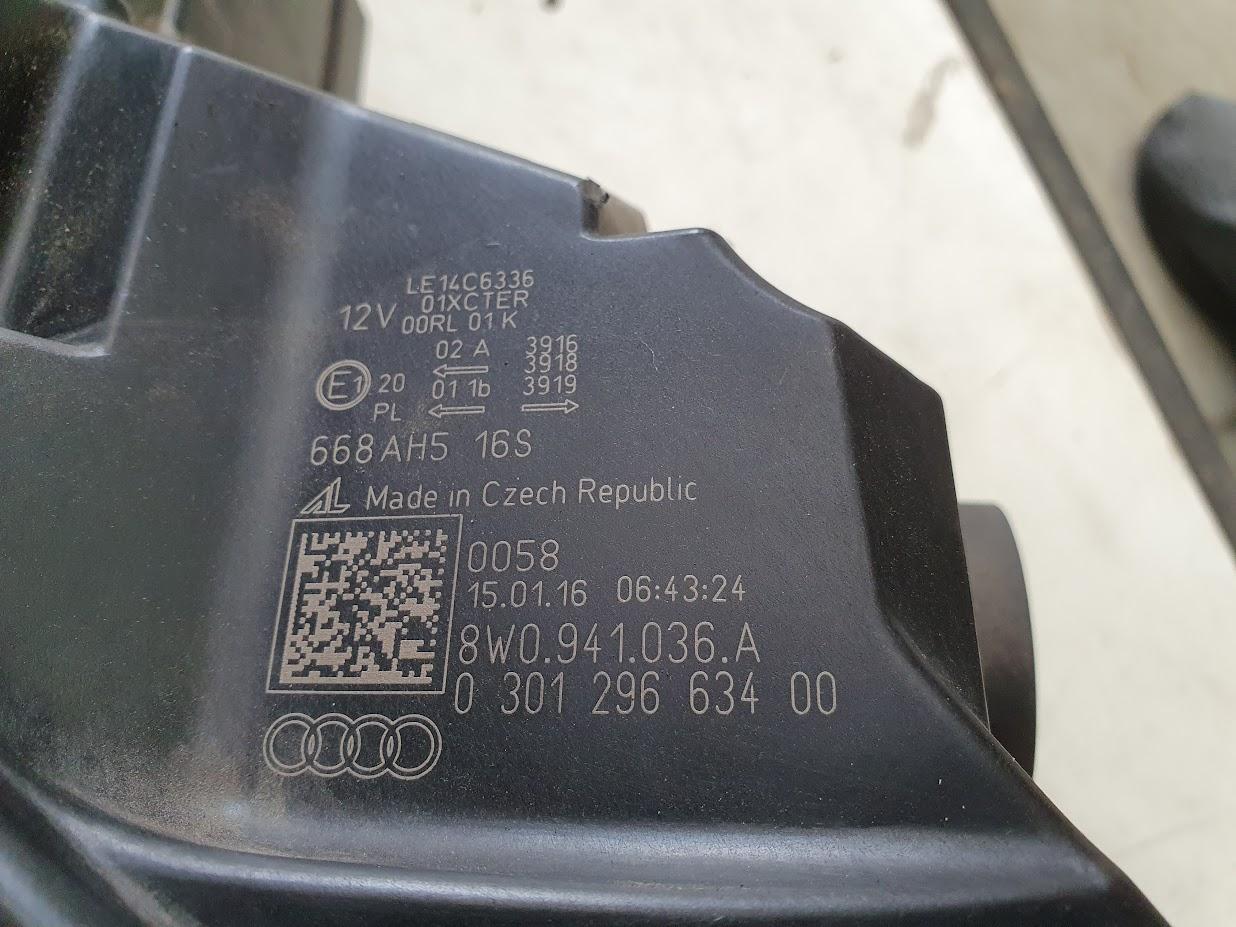 LE14C6336
01XCTER
12V 00RL 01 K
02 A 3916
3918
E1 20 01 1b 3919
PL
668AH5 16S
AL Made in Czech Republic
0058
15.01.16 06:43:24
8W0.941.036.A
0 301 296 634 00